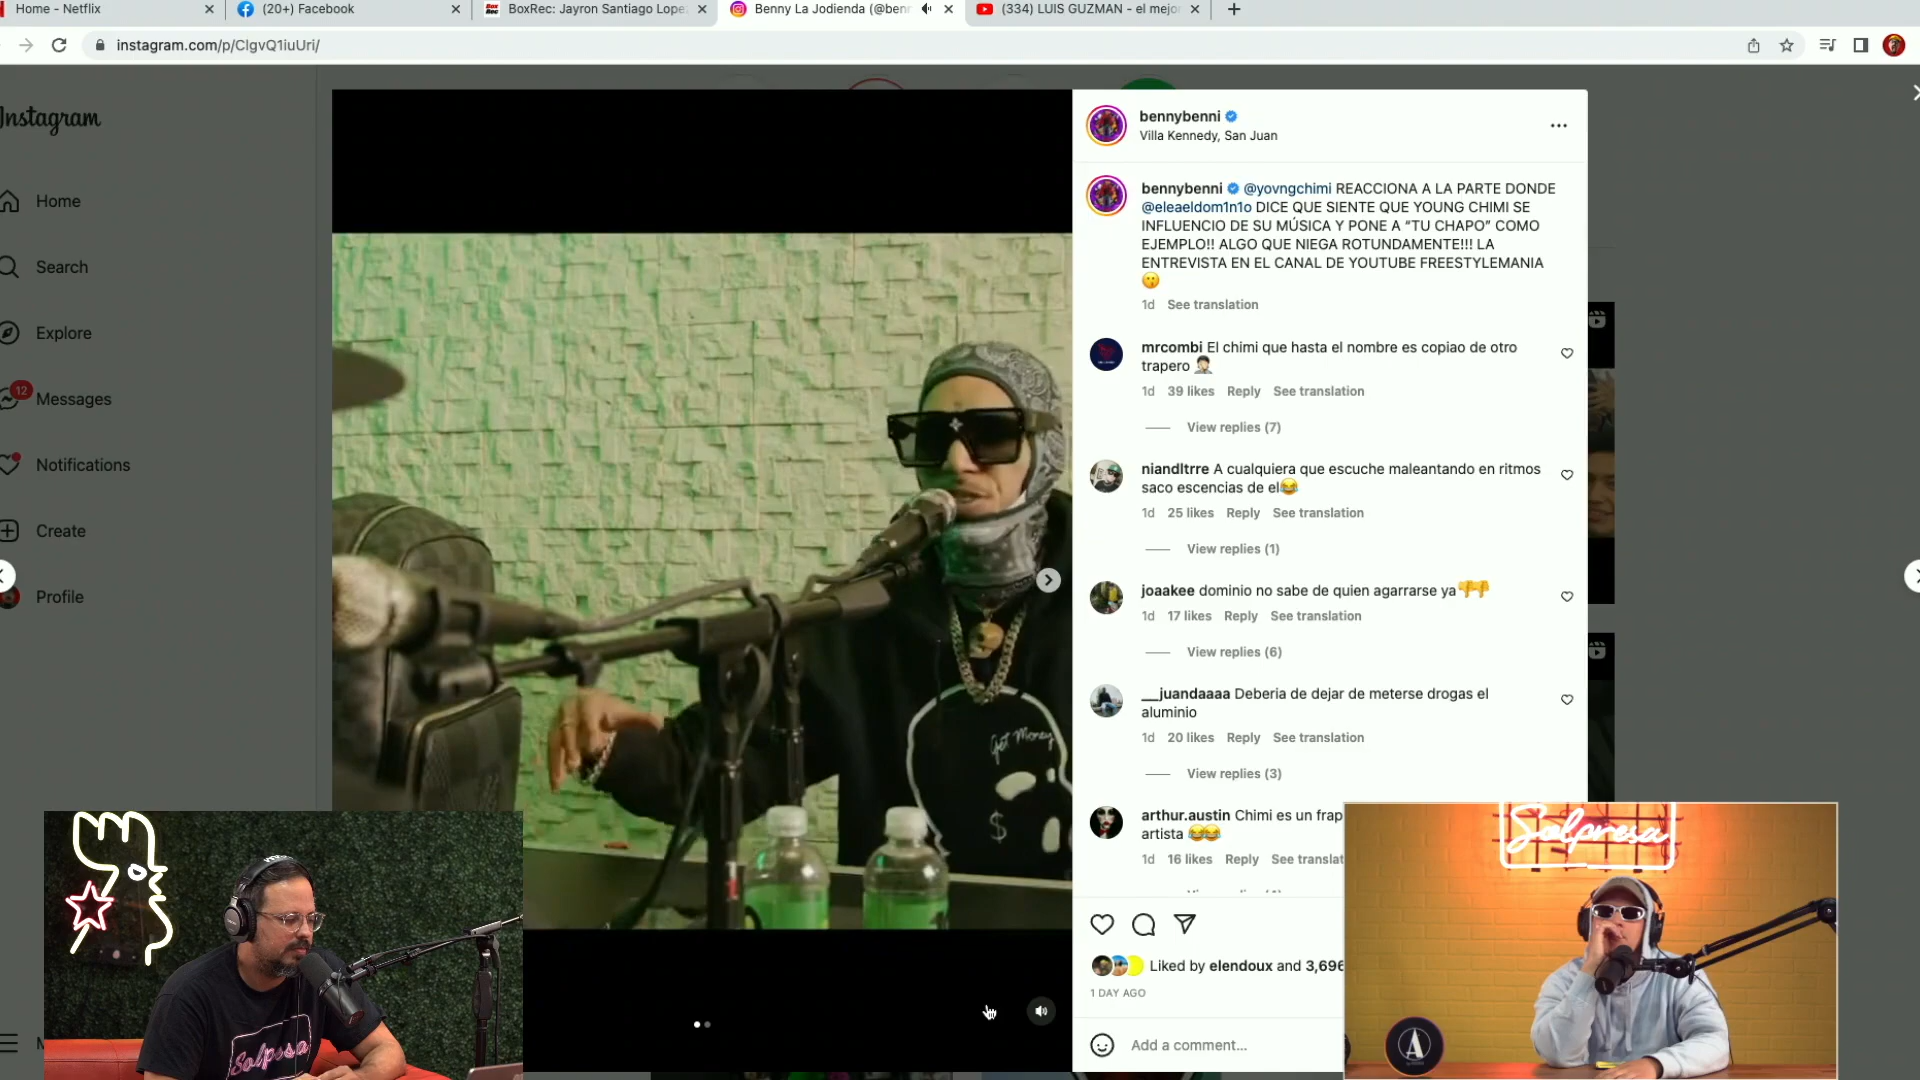 Home - Netflix
(20+) Facebook
BoxRec: Jayron Santiago Lope
Benny La Jodienda (@benn
(334) LUIS GUZMAN - el mejo
instagram.com/p/ClgvQ1iuUri/
Instagram
Home
Search
Explore
12
Messages
Notifications
Create
Profile
bennybenni
Villa Kennedy, San Juan
bennybenni @yovngchimi REACCIONA A LA PARTE DONDE
@eleaeldom1n1o DICE QUE SIENTE QUE YOUNG CHIMI SE
INFLUENCIO DE SU MÚSICA Y PONE A “TU CHAPO” COMO
EJEMPLO!! ALGO QUE NIEGA ROTUNDAMENTE!!! LA
ENTREVISTA EN EL CANAL DE YOUTUBE FREESTYLEMANIA
😗
1d See translation
mrcombi El chimi que hasta el nombre es copiao de otro
trapero
1d 39 likes Reply See translation
View replies (7)
niandltrre A cualquiera que escuche maleantando en ritmos
saco escencias de el😂
1d 25 likes Reply See translation
View replies (1)
joaakee dominio no sabe de quien agarrarse ya👎👎
1d 17 likes Reply See translation
View replies (6)
__juandaaaa Deberia de dejar de meterse drogas el
aluminio
1d 20 likes Reply See translation
View replies (3)
arthur.austin Chimi es un frap
artista 😂😂
1d 16 likes Reply See translat
Liked by elendoux and 3,696
1 DAY AGO
Add a comment...
Get Money
$
Solpresa
Solpresa
A